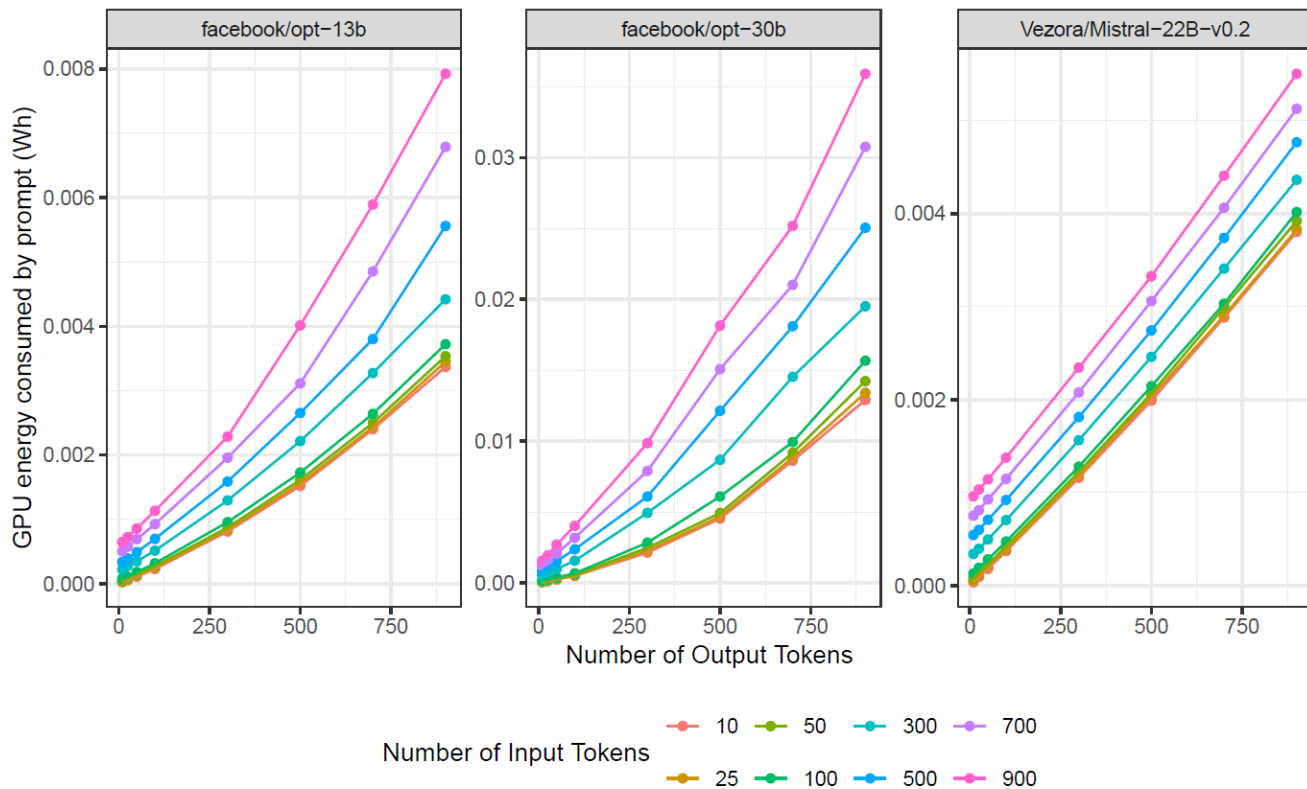 facebook/opt-13b
facebook/opt-30b
Vezora/Mistral-22B-v0.2
GPU energy consumed by prompt (Wh)
0.008
0.006
0.004
0.002
0.000
0.03
0.02
0.01
0.00
0.004
0.002
0.000
0 250 500 750
0 250 500 750
0 250 500 750
Number of Output Tokens
Number of Input Tokens
10 50 300 700
25 100 500 900